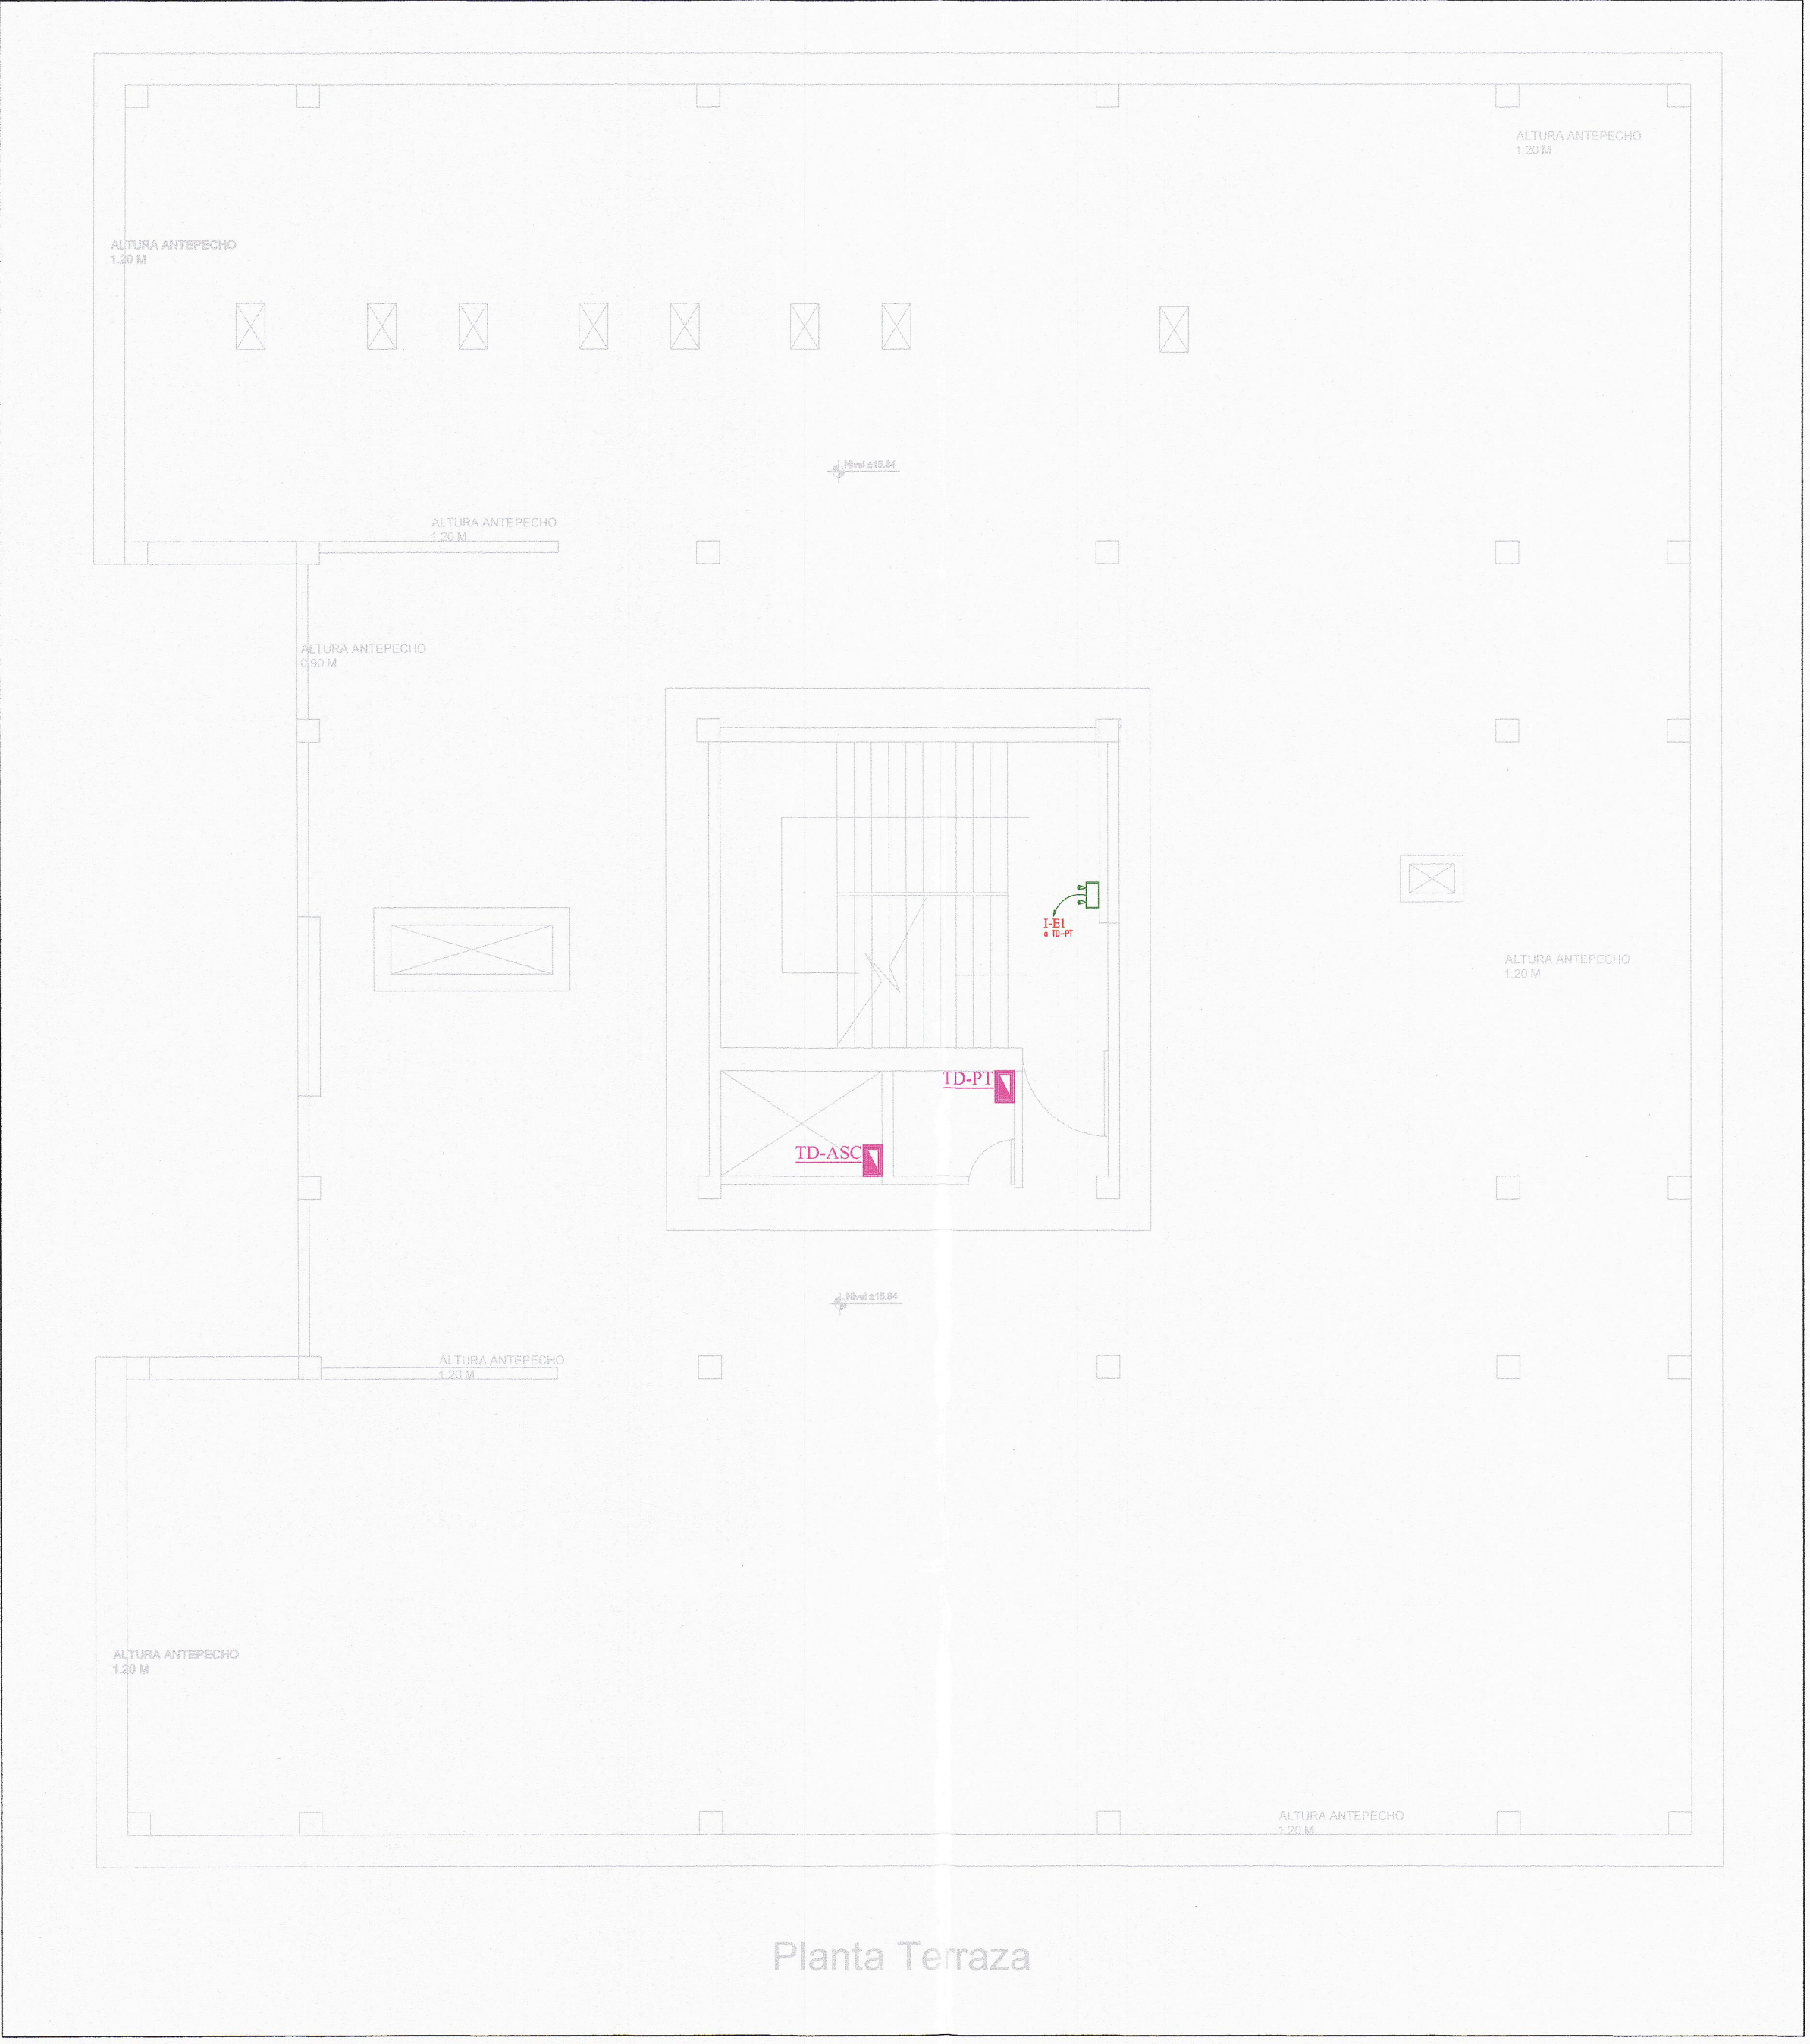 ALTURA ANTEPECHO
1.20 M
ALTURA ANTEPECHO
1.20 M
Nivel ±15.84
ALTURA ANTEPECHO
1.20 M
ALTURA ANTEPECHO
0.90 M
I-E1
a TD-PT
ALTURA ANTEPECHO
1.20 M
TD-PT
TD-ASC
Nivel ±15.84
ALTURA ANTEPECHO
1.20 M
ALTURA ANTEPECHO
1.20 M
ALTURA ANTEPECHO
1.20 M
Planta Terraza